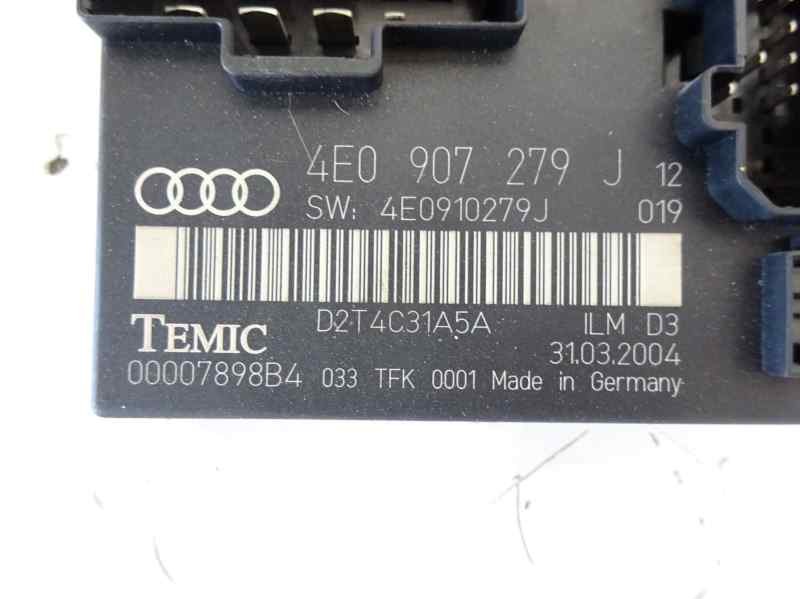 4E0 907 279 J 12
SW: 4E0910279J 019
D2T4C31A5A ILM D3
TEMIC 31.03.2004
00007898B4 033 TFK 0001 Made in Germany